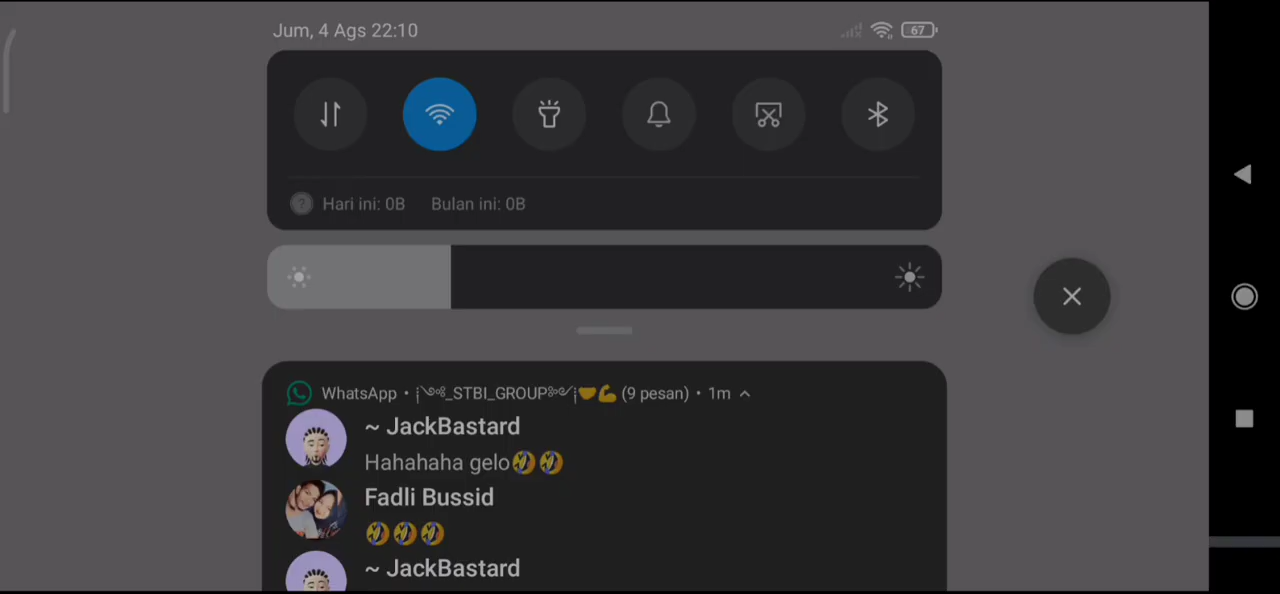 Jum, 4 Ags 22:10
67
Hari ini: 0B Bulan ini: 0B
WhatsApp • ¡༺_STBI_GROUP༻¡🤝💪 (9 pesan) • 1m
~ JackBastard
Hahahaha gelo🤣🤣
Fadli Bussid
🤣🤣🤣
~ JackBastard